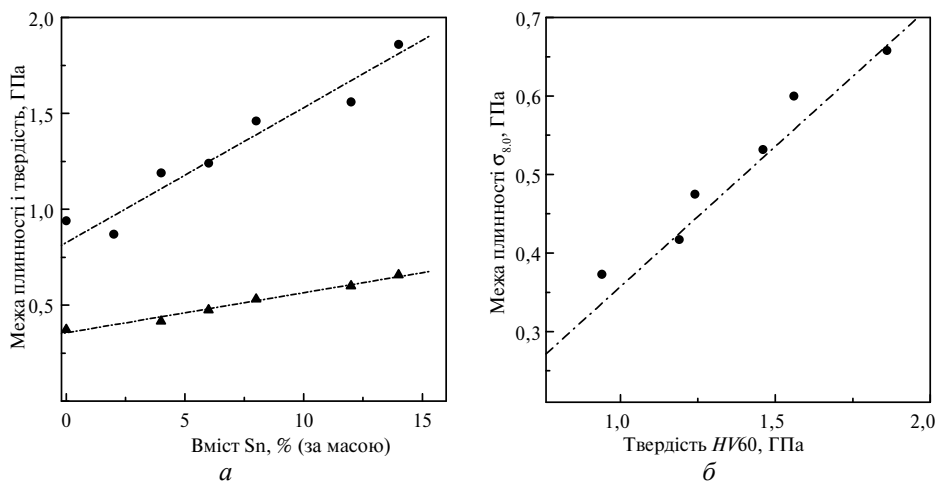 2,0
1,5
1,0
0,5
Межа плинності і твердість, ГПа
0
5
10
15
Вміст Sn, % (за масою)
а
0,7
0,6
0,5
0,4
0,3
Межа плинності σ8.0, ГПа
1,0
1,5
2,0
Твердість HV60, ГПа
б